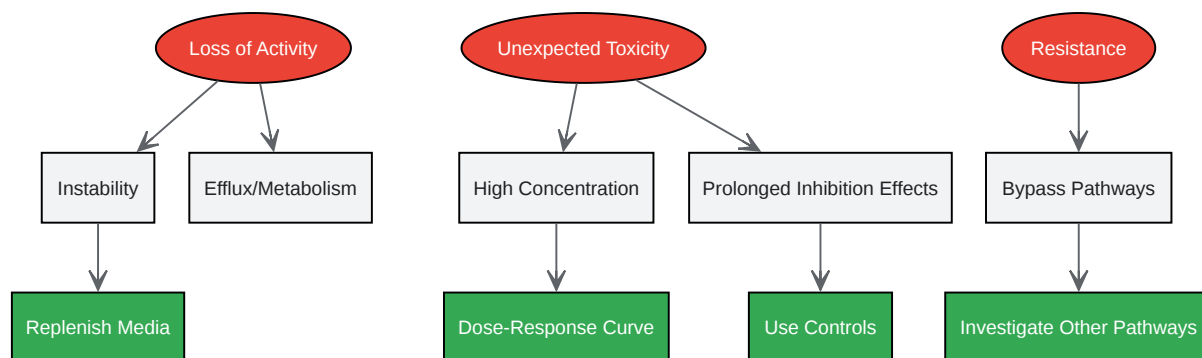 Loss of Activity
Unexpected Toxicity
Resistance
Instability
Efflux/Metabolism
High Concentration
Prolonged Inhibition Effects
Bypass Pathways
Replenish Media
Dose-Response Curve
Use Controls
Investigate Other Pathways